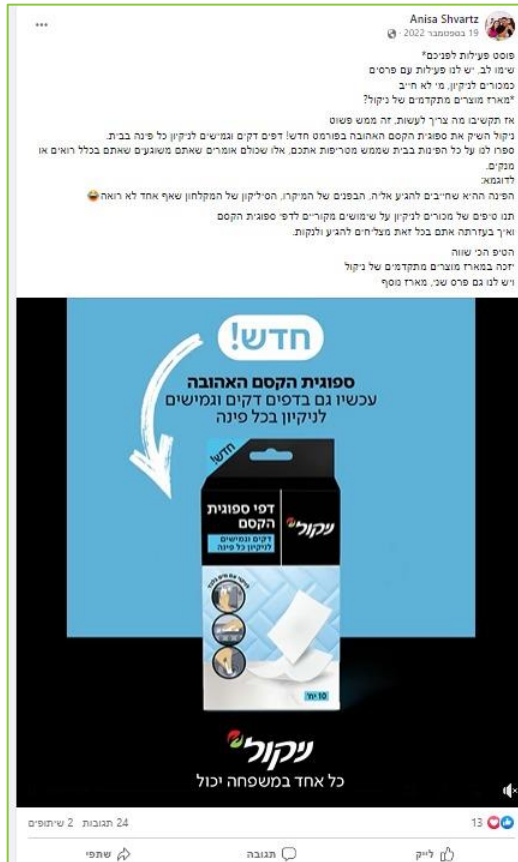 Anisa Shvartz
19 בספטמבר 2022
פוסט פעילות לפניכם*
שימו לב, יש לנו פעילות עם פרסים
כמכורים לניקיון, מי לא חייב
*מארז מוצרים מתקדמים של ניקול?
אז תקשיבו מה צריך לעשות, זה ממש פשוט
ניקול השיק את ספוגית הקסם האהובה בפורמט חדש! דפים דקים וגמישים לניקיון כל פינה בבית.
ספרו לנו על כל הפינות בבית שממש מטריפות אתכם, אלו שכולם אומרים שאתם משוגעים שאתם בכלל רואים או
מנקים.
לדוגמא:
הפינה ההיא שחייבים להגיע אליה, הבפנים של המיקרו, הסיליקון של המקלחון שאף אחד לא רואה😂
תנו טיפים של מכורים לניקיון על שימושים מקוריים לדפי ספוגית הקסם
ואיך בעזרתה אתם בכל זאת מצליחים להגיע ולנקות.
הטיפ הכי שווה
יזכה במארז מוצרים מתקדמים של ניקול
ויש לנו גם פרס שני, מארז נוסף
חדש!
ספוגית הקסם האהובה
עכשיו גם בדפים דקים וגמישים
לניקיון בכל פינה
חדש!
דפי ספוגית
הקסם
דקים וגמישים
לניקיון כל פינה
ניקול
לניקוי עם מים בלבד
10 יח'
ניקול
כל אחד במשפחה יכול
13
24 תגובות 2 שיתופים
לייק
תגובה
שתפי